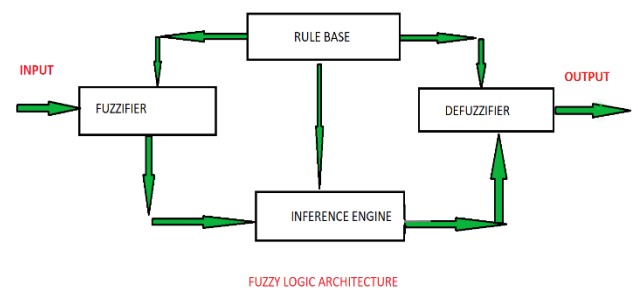 RULE BASE
INPUT
OUTPUT
FUZZIFIER
DEFUZZIFIER
INFERENCE ENGINE
FUZZY LOGIC ARCHITECTURE